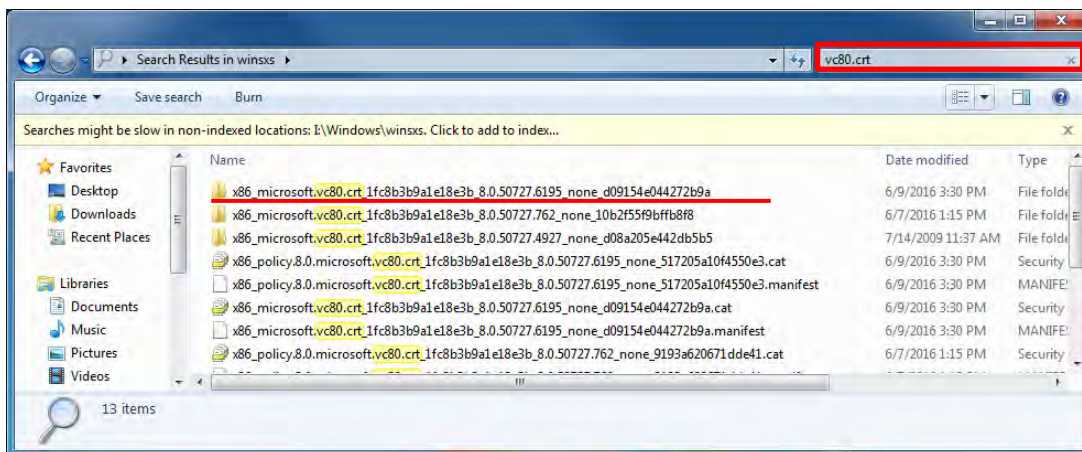 Search Results in winsxs
vc80.crt
Organize Save search Burn
Searches might be slow in non-indexed locations: I:\Windows\winsxs. Click to add to index...
Favorites
Desktop
Downloads
Recent Places
Libraries
Documents
Music
Pictures
Videos
Name Date modified Type
x86_microsoft.vc80.crt_1fc8b3b9a1e18e3b_8.0.50727.6195_none_d09154e044272b9a 6/9/2016 3:30 PM File folde
x86_microsoft.vc80.crt_1fc8b3b9a1e18e3b_8.0.50727.762_none_10b2f55f9bffb8f8 6/7/2016 1:15 PM File folde
x86_microsoft.vc80.crt_1fc8b3b9a1e18e3b_8.0.50727.4927_none_d08a205e442db5b5 7/14/2009 11:37 AM File folde
x86_policy.8.0.microsoft.vc80.crt_1fc8b3b9a1e18e3b_8.0.50727.6195_none_517205a10f4550e3.cat 6/9/2016 3:30 PM Security
x86_policy.8.0.microsoft.vc80.crt_1fc8b3b9a1e18e3b_8.0.50727.6195_none_517205a10f4550e3.manifest 6/9/2016 3:30 PM MANIFE
x86_microsoft.vc80.crt_1fc8b3b9a1e18e3b_8.0.50727.6195_none_d09154e044272b9a.cat 6/9/2016 3:30 PM Security
x86_microsoft.vc80.crt_1fc8b3b9a1e18e3b_8.0.50727.6195_none_d09154e044272b9a.manifest 6/9/2016 3:30 PM MANIFE
x86_policy.8.0.microsoft.vc80.crt_1fc8b3b9a1e18e3b_8.0.50727.762_none_9193a620671dde41.cat 6/7/2016 1:15 PM Security
13 items